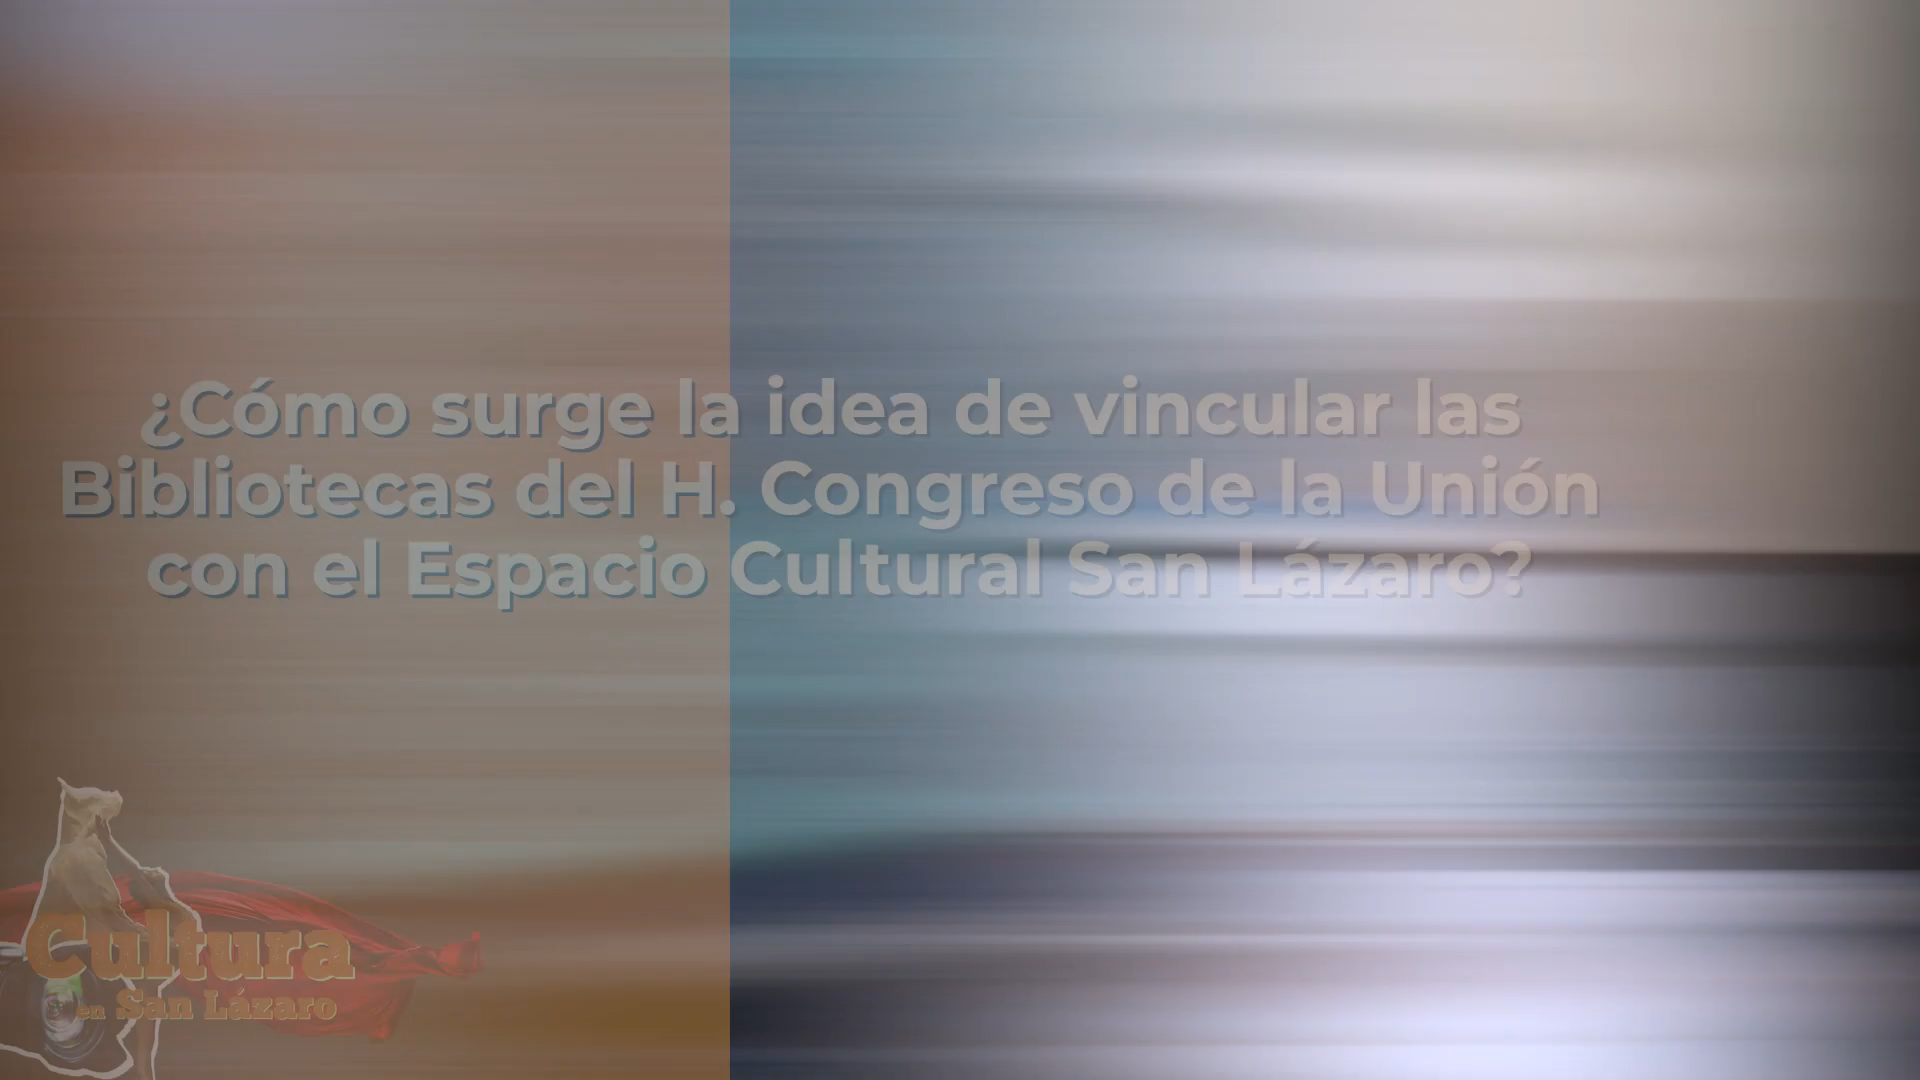 ¿Cómo surge la idea de vincular las
Bibliotecas del H. Congreso de la Unión
con el Espacio Cultural San Lázaro?
Cultura
en San Lázaro